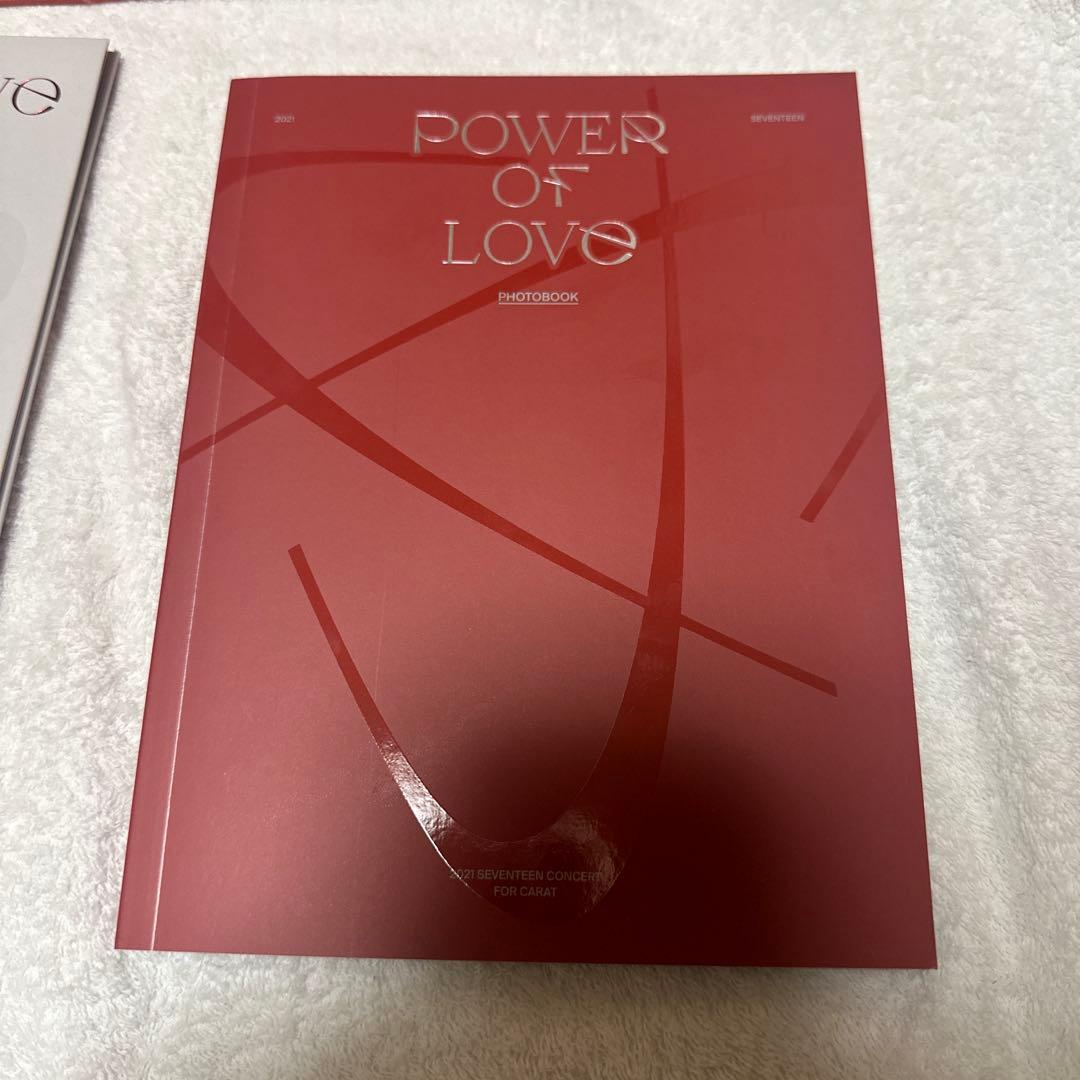 ve
2021
SEVENTEEN
POWER
OF
LOVe
PHOTOBOOK
2021 SEVENTEEN CONCERT
FOR CARAT